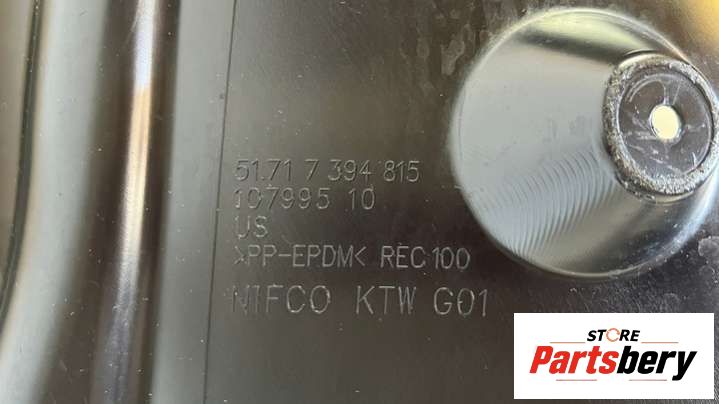 51.71 7 394 815
107995 10
US
>PP-EPDM< REC100
NIFCO KTW G01
STORE
Partsbery